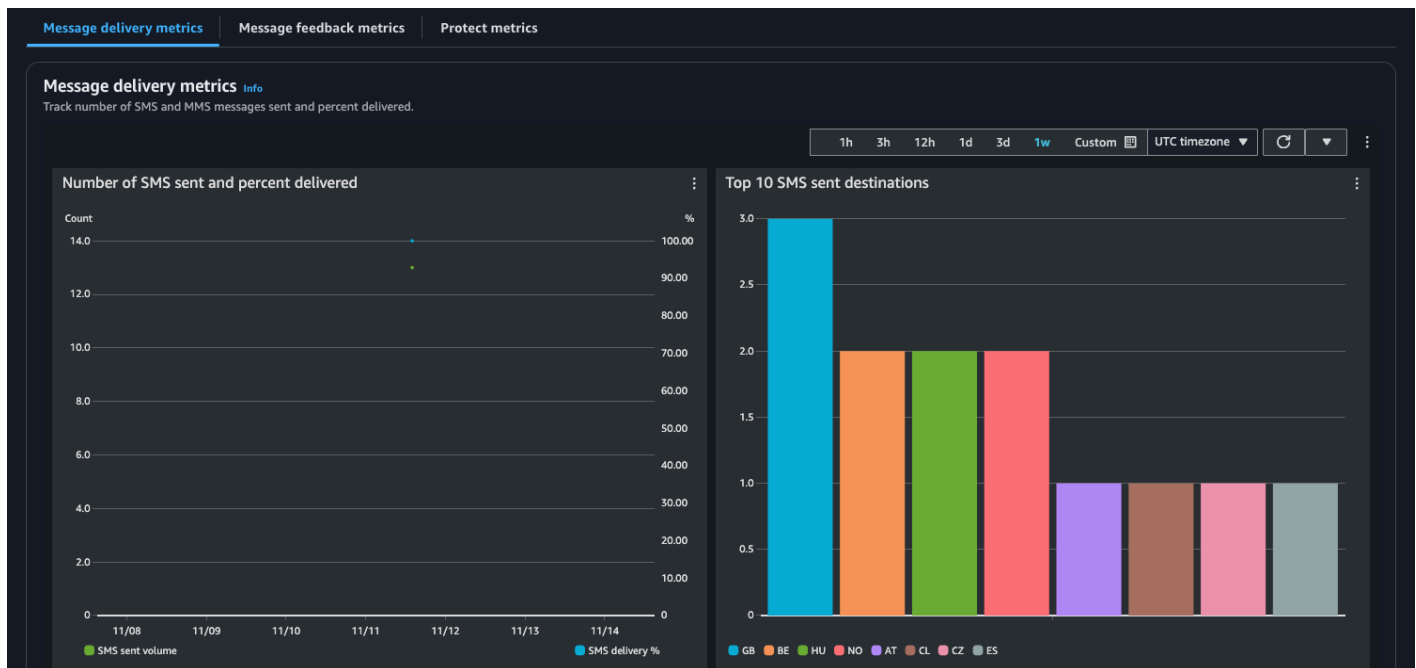 Message delivery metrics Message feedback metrics Protect metrics
Message delivery metrics Info
Track number of SMS and MMS messages sent and percent delivered.
1h 3h 12h 1d 3d 1w Custom UTC timezone
Number of SMS sent and percent delivered
Count %
14.0 100.00
90.00
12.0
80.00
10.0
70.00
60.00
8.0
50.00
6.0
40.00
4.0
30.00
20.00
2.0
10.00
0 0
11/08 11/09 11/10 11/11 11/12 11/13 11/14
SMS sent volume SMS delivery %
Top 10 SMS sent destinations
3.0
2.5
2.0
1.5
1.0
0.5
0
GB BE HU NO AT CL CZ ES